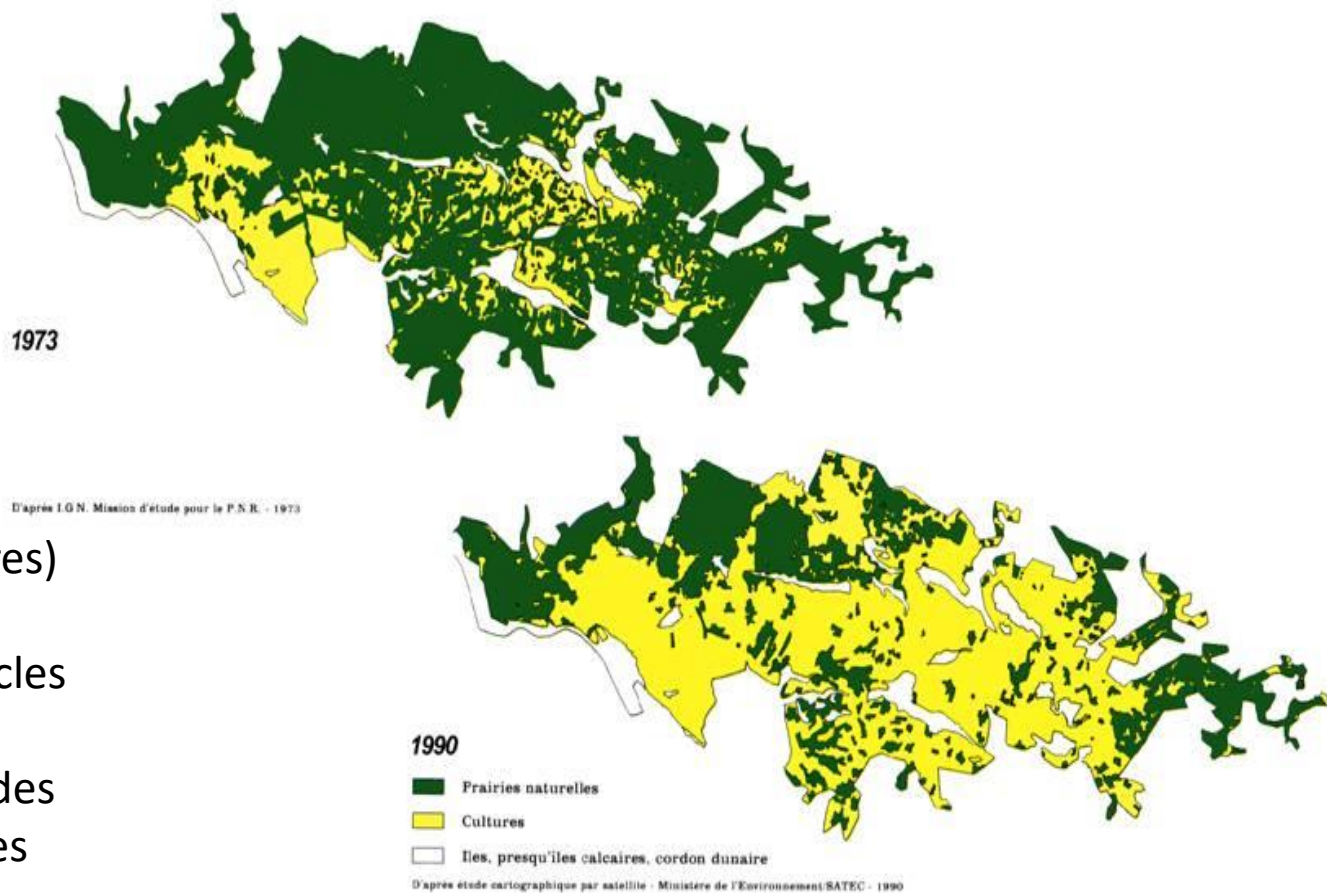 1973
D'après I.G.N. Mission d'étude pour le P.N.R. - 1973
res)
cles
des
es
1990
Prairies naturelles
Cultures
Iles, presqu'iles calcaires, cordon dunaire
D'après étude cartographique par satellite - Ministère de l'Environnement/SATEC - 1990